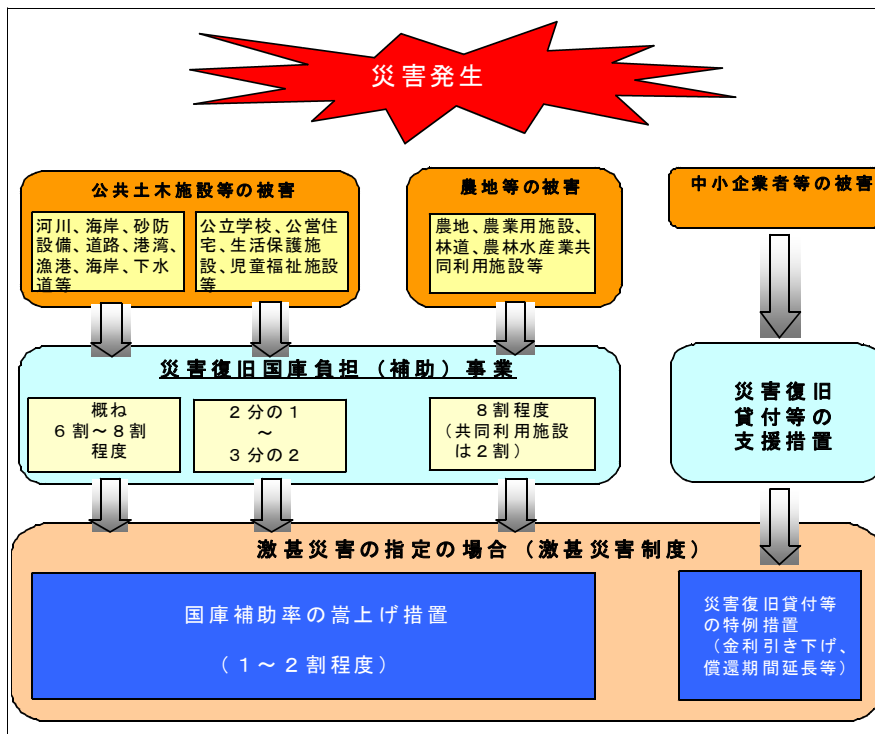 災害発生
公共土木施設等の被害
河川、海岸、砂防
設備、道路、港湾、
漁港、海岸、下水
道等
公立学校、公営住
宅、生活保護施
設、児童福祉施設
等
農地等の被害
農地、農業用施設、
林道、農林水産業共
同利用施設等
中小企業者等の被害
災害復旧国庫負担（補助）事業
概ね
６割～８割
程度
２分の１
～
３分の２
８割程度
（共同利用施設
は２割）
災害復旧
貸付等の
支援措置
激甚災害の指定の場合（激甚災害制度）
国庫補助率の嵩上げ措置
（１～２割程度）
災害復旧貸付等
の特例措置
（金利引き下げ、
償還期間延長等）